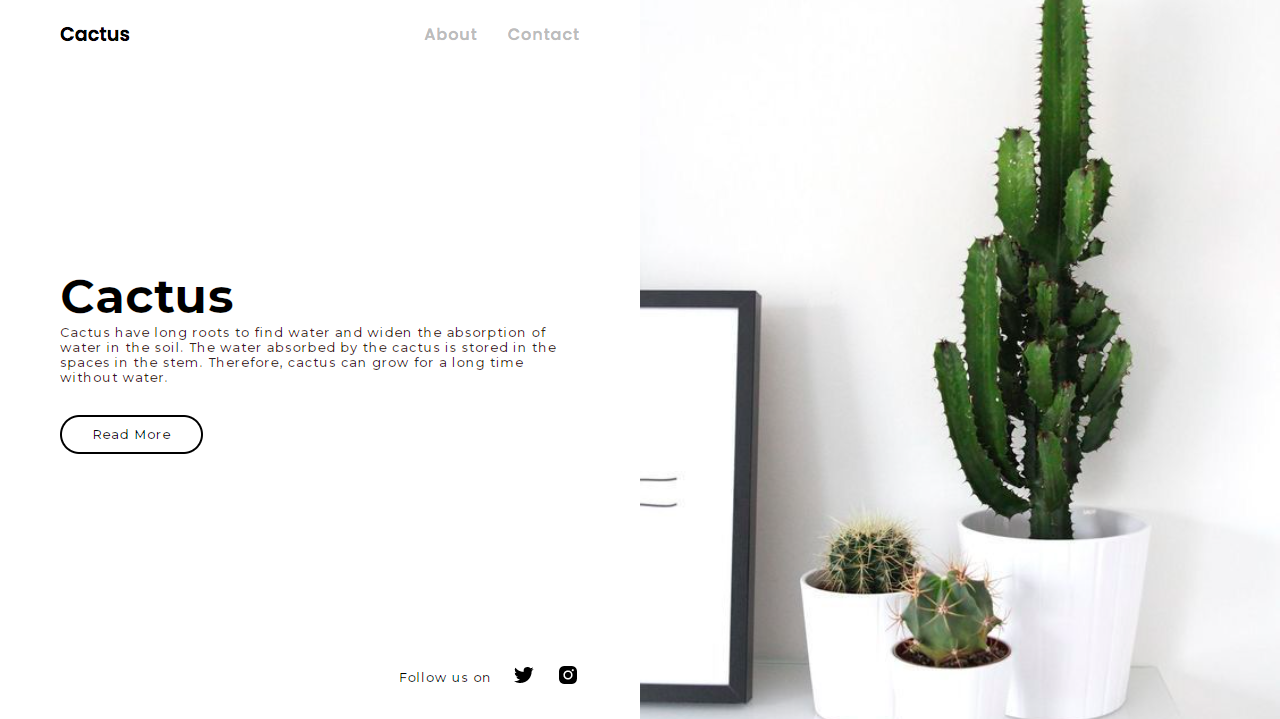 Cactus
About
Contact
Cactus
Cactus have long roots to find water and widen the absorption of
water in the soil. The water absorbed by the cactus is stored in the
spaces in the stem. Therefore, cactus can grow for a long time
without water.
Read More
Follow us on